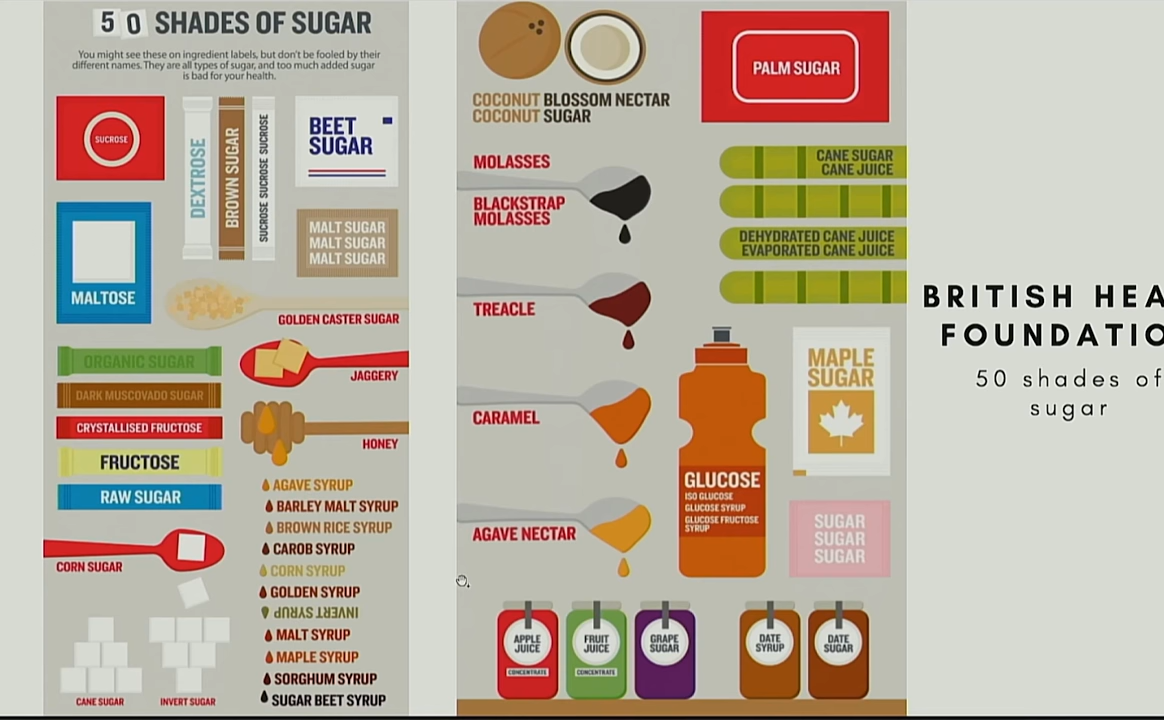 50 SHADES OF SUGAR
You might see these on ingredient labels, but don't be fooled by their
different names. They are all types of sugar, and too much added sugar
is bad for your health.
SUCROSE
DEXTROSE
BROWN SUGAR
SUCROSE SUCROSE SUCROSE
BEET
SUGAR
MALTOSE
MALT SUGAR
MALT SUGAR
MALT SUGAR
GOLDEN CASTER SUGAR
ORGANIC SUGAR
JAGGERY
DARK MUSCOVADO SUGAR
CRYSTALLISED FRUCTOSE
HONEY
FRUCTOSE
RAW SUGAR
AGAVE SYRUP
BARLEY MALT SYRUP
BROWN RICE SYRUP
CAROB SYRUP
CORN SYRUP
GOLDEN SYRUP
INVERT SYRUP
MALT SYRUP
MAPLE SYRUP
SORGHUM SYRUP
SUGAR BEET SYRUP
CORN SUGAR
CANE SUGAR
INVERT SUGAR
COCONUT BLOSSOM NECTAR
COCONUT SUGAR
PALM SUGAR
MOLASSES
BLACKSTRAP
MOLASSES
CANE SUGAR
CANE JUICE
DEHYDRATED CANE JUICE
EVAPORATED CANE JUICE
TREACLE
CARAMEL
AGAVE NECTAR
MAPLE
SUGAR
GLUCOSE
ISO GLUCOSE
GLUCOSE SYRUP
GLUCOSE FRUCTOSE
SYRUP
SUGAR
SUGAR
SUGAR
APPLE
JUICE
CONCENTRATE
FRUIT
JUICE
CONCENTRATE
GRAPE
SUGAR
DATE
SYRUP
DATE
SUGAR
BRITISH HEA
FOUNDATIO
50 shades of
sugar